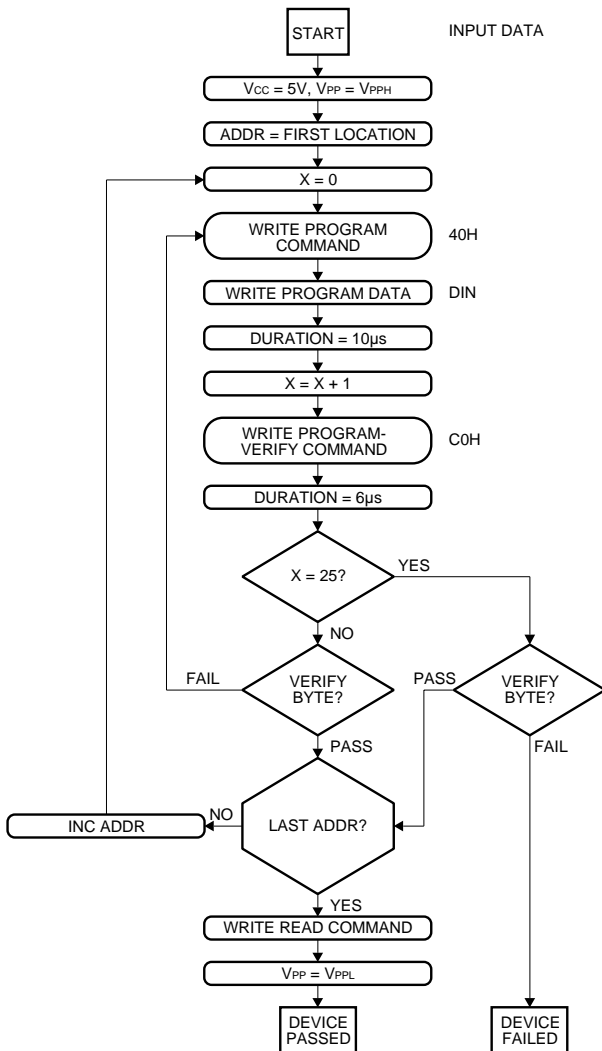 START
INPUT DATA
VCC = 5V, VPP = VPPH
ADDR = FIRST LOCATION
X = 0
WRITE PROGRAM
COMMAND
40H
WRITE PROGRAM DATA
DIN
DURATION = 10µs
X = X + 1
WRITE PROGRAM-
VERIFY COMMAND
C0H
DURATION = 6µs
X = 25?
YES
NO
FAIL
VERIFY
BYTE?
PASS
VERIFY
BYTE?
PASS
FAIL
INC ADDR
NO
LAST ADDR?
YES
WRITE READ COMMAND
VPP = VPPL
DEVICE
PASSED
DEVICE
FAILED